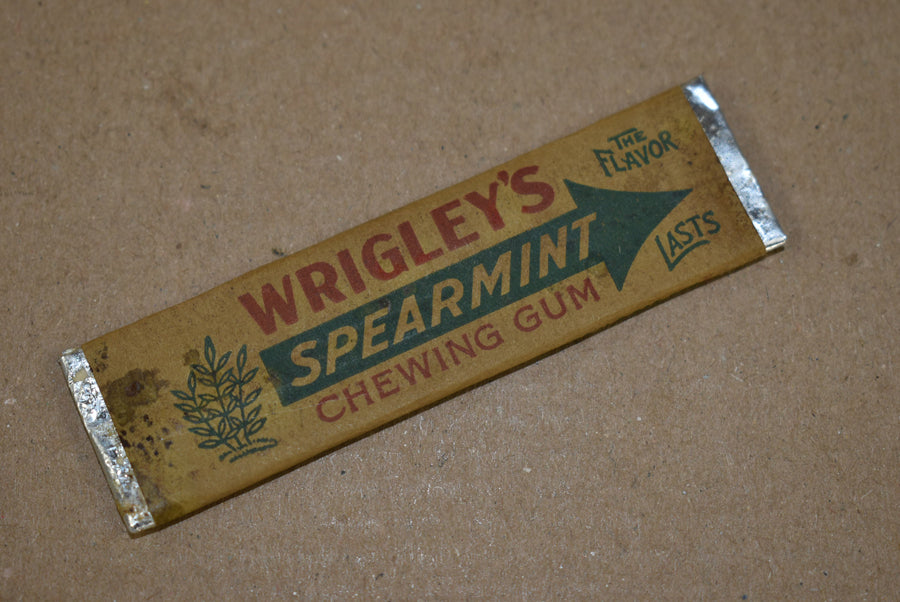 WRIGLEY'S
SPEARMINT
CHEWING GUM
THE
FLAVOR
LASTS